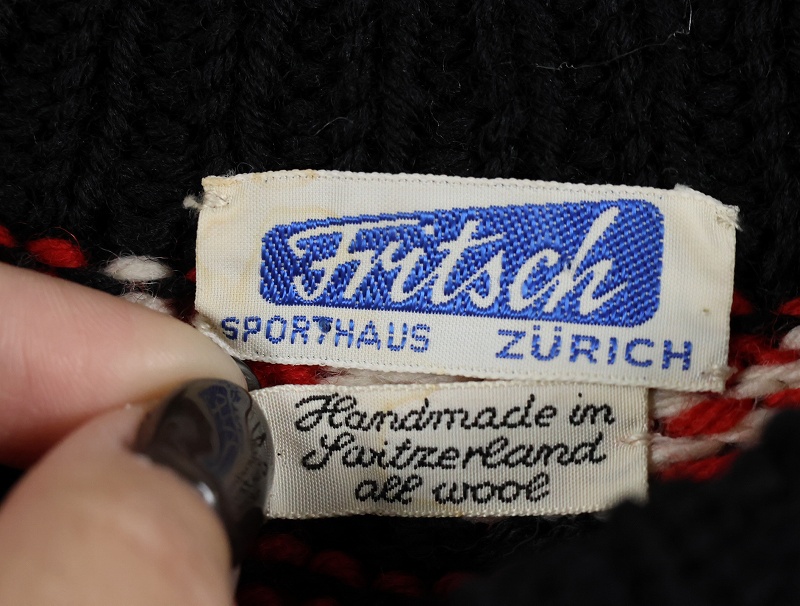 Fritsch
SPORTHAUS ZÜRICH
Handmade in
Switzerland
all wool